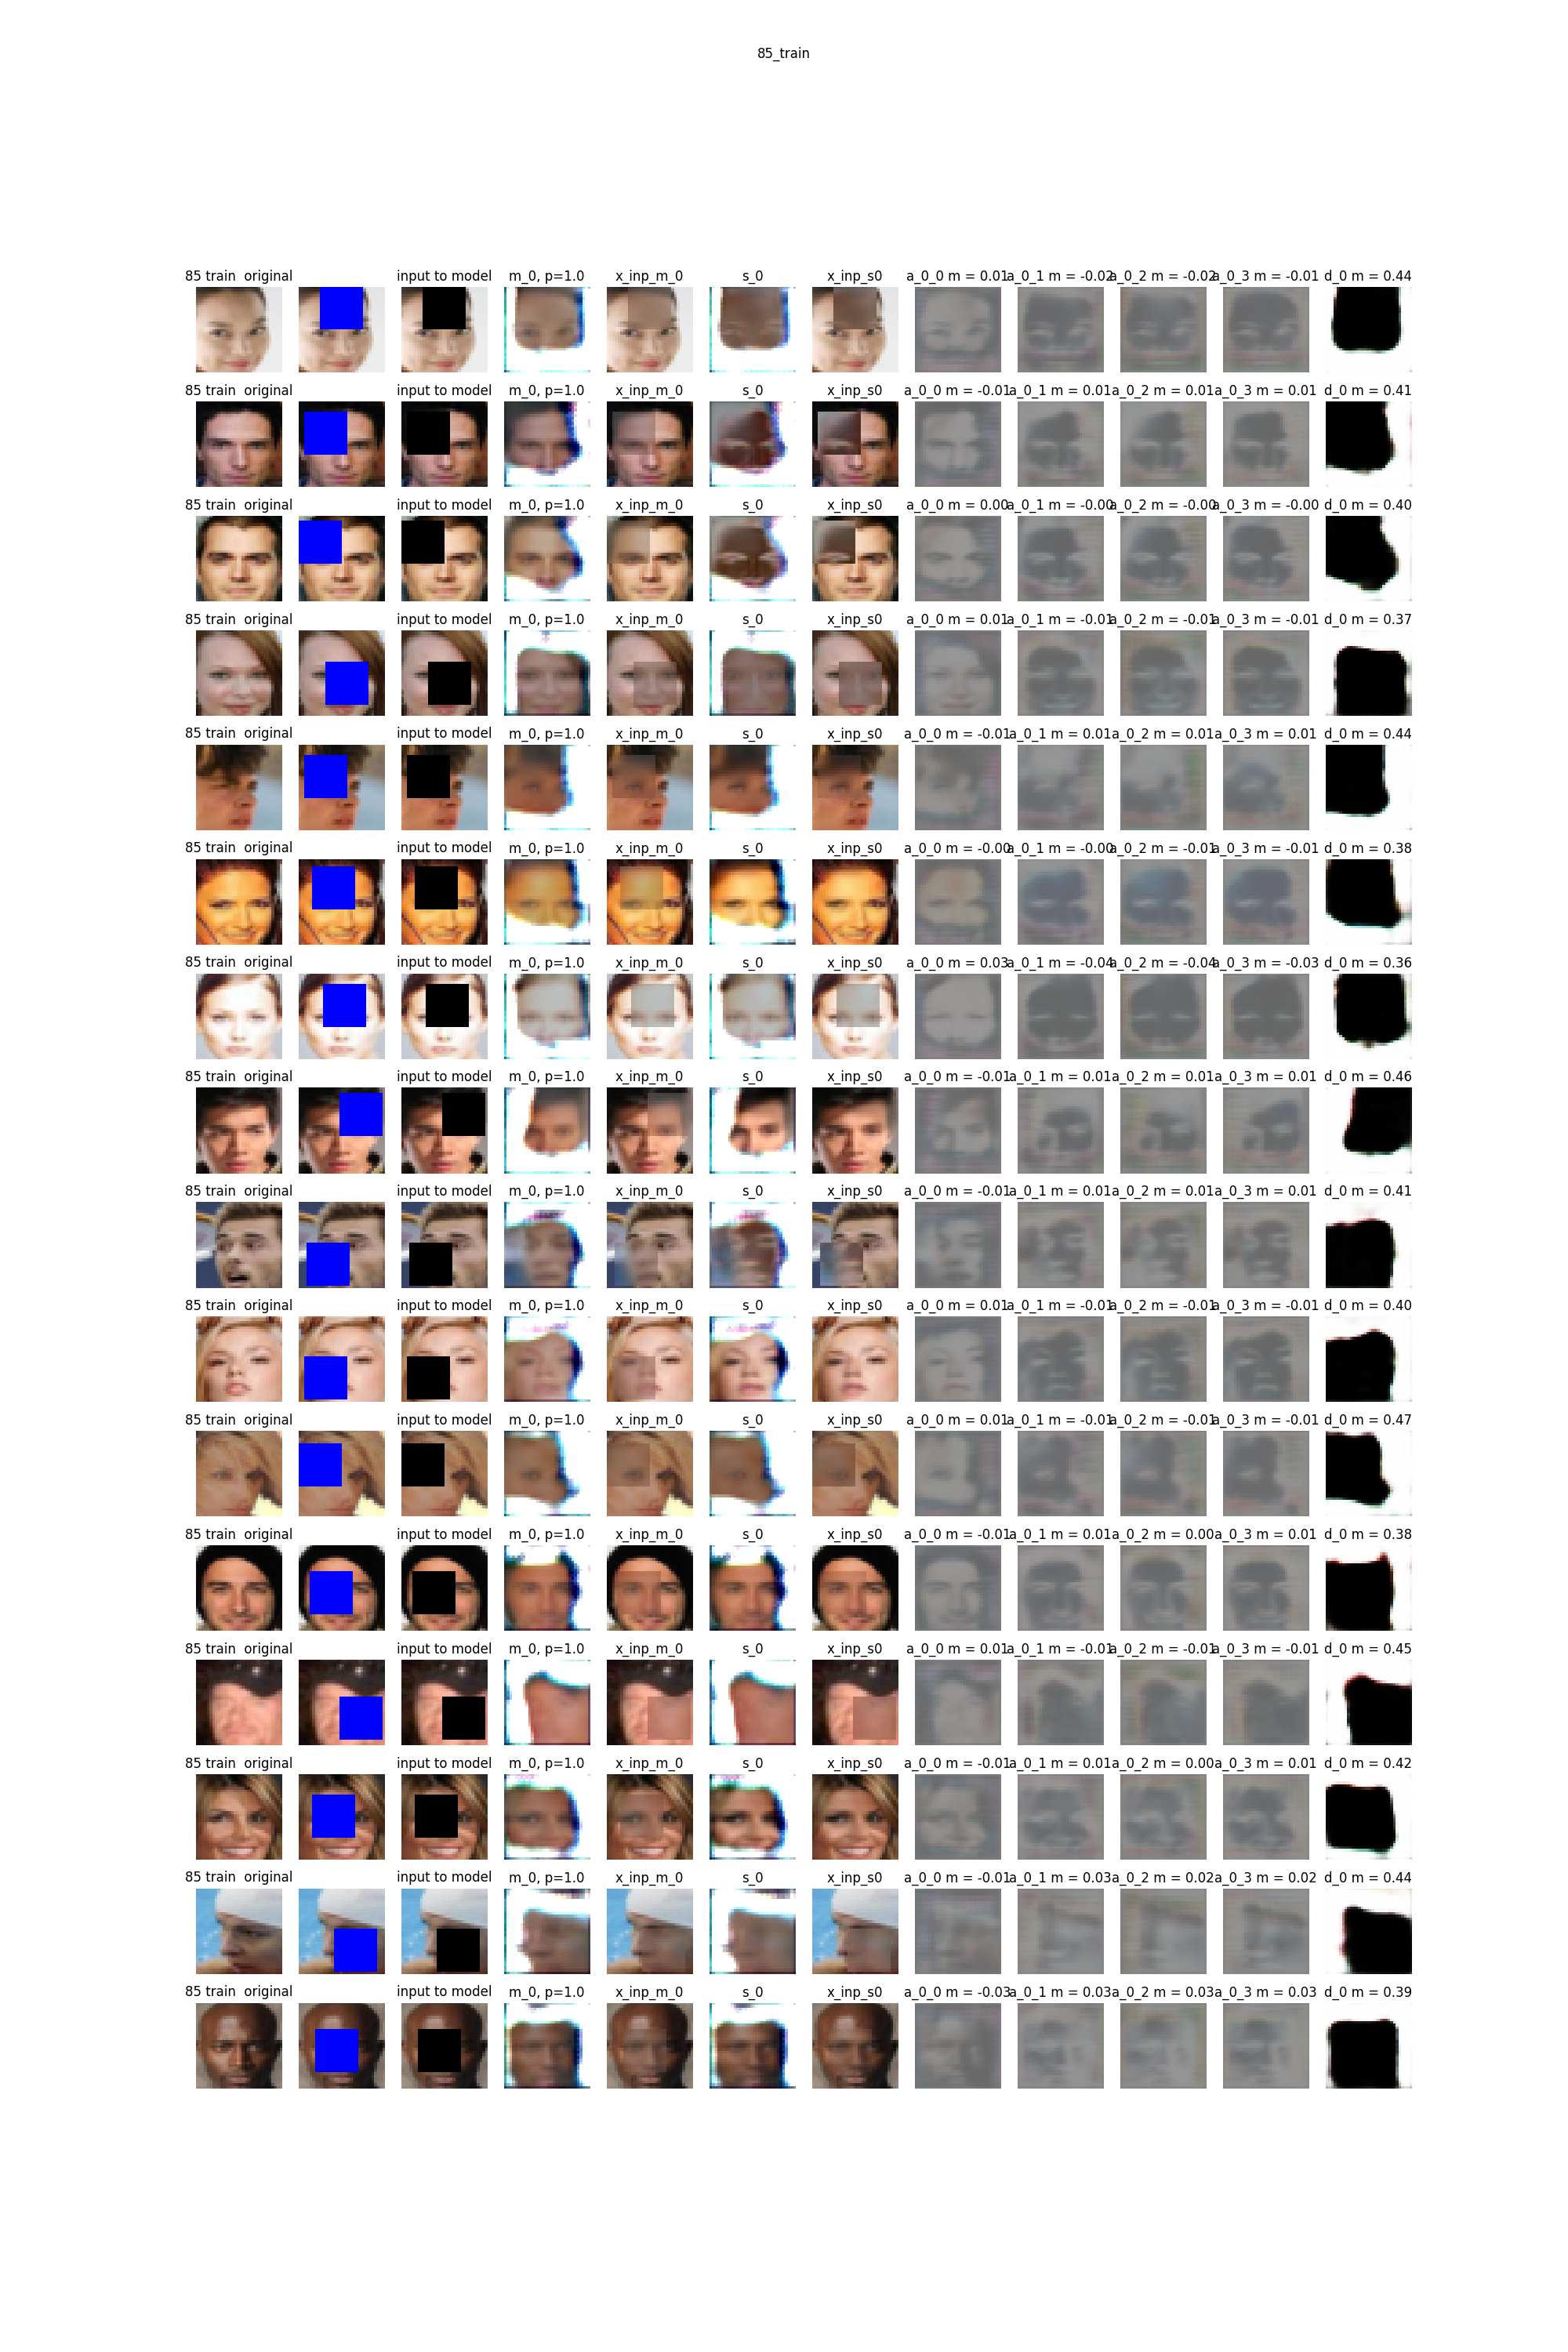 85_train
85 train  original input to model m_0, p=1.0 x_inp_m_0 s_0 x_inp_s0 a_0_0 m = 0.01 a_0_1 m = -0.02 a_0_2 m = -0.02 a_0_3 m = -0.01 d_0 m = 0.44
85 train  original input to model m_0, p=1.0 x_inp_m_0 s_0 x_inp_s0 a_0_0 m = -0.01 a_0_1 m = 0.01 a_0_2 m = 0.01 a_0_3 m = 0.01 d_0 m = 0.41
85 train  original input to model m_0, p=1.0 x_inp_m_0 s_0 x_inp_s0 a_0_0 m = 0.00 a_0_1 m = -0.00 a_0_2 m = -0.00 a_0_3 m = -0.00 d_0 m = 0.40
85 train  original input to model m_0, p=1.0 x_inp_m_0 s_0 x_inp_s0 a_0_0 m = 0.01 a_0_1 m = -0.01 a_0_2 m = -0.01 a_0_3 m = -0.01 d_0 m = 0.37
85 train  original input to model m_0, p=1.0 x_inp_m_0 s_0 x_inp_s0 a_0_0 m = -0.01 a_0_1 m = 0.01 a_0_2 m = 0.01 a_0_3 m = 0.01 d_0 m = 0.44
85 train  original input to model m_0, p=1.0 x_inp_m_0 s_0 x_inp_s0 a_0_0 m = -0.00 a_0_1 m = -0.00 a_0_2 m = -0.01 a_0_3 m = -0.01 d_0 m = 0.38
85 train  original input to model m_0, p=1.0 x_inp_m_0 s_0 x_inp_s0 a_0_0 m = 0.03 a_0_1 m = -0.04 a_0_2 m = -0.04 a_0_3 m = -0.03 d_0 m = 0.36
85 train  original input to model m_0, p=1.0 x_inp_m_0 s_0 x_inp_s0 a_0_0 m = -0.01 a_0_1 m = 0.01 a_0_2 m = 0.01 a_0_3 m = 0.01 d_0 m = 0.46
85 train  original input to model m_0, p=1.0 x_inp_m_0 s_0 x_inp_s0 a_0_0 m = -0.01 a_0_1 m = 0.01 a_0_2 m = 0.01 a_0_3 m = 0.01 d_0 m = 0.41
85 train  original input to model m_0, p=1.0 x_inp_m_0 s_0 x_inp_s0 a_0_0 m = 0.01 a_0_1 m = -0.01 a_0_2 m = -0.01 a_0_3 m = -0.01 d_0 m = 0.40
85 train  original input to model m_0, p=1.0 x_inp_m_0 s_0 x_inp_s0 a_0_0 m = 0.01 a_0_1 m = -0.01 a_0_2 m = -0.01 a_0_3 m = -0.01 d_0 m = 0.47
85 train  original input to model m_0, p=1.0 x_inp_m_0 s_0 x_inp_s0 a_0_0 m = -0.01 a_0_1 m = 0.01 a_0_2 m = 0.00 a_0_3 m = 0.01 d_0 m = 0.38
85 train  original input to model m_0, p=1.0 x_inp_m_0 s_0 x_inp_s0 a_0_0 m = 0.01 a_0_1 m = -0.01 a_0_2 m = -0.01 a_0_3 m = -0.01 d_0 m = 0.45
85 train  original input to model m_0, p=1.0 x_inp_m_0 s_0 x_inp_s0 a_0_0 m = -0.01 a_0_1 m = 0.01 a_0_2 m = 0.00 a_0_3 m = 0.01 d_0 m = 0.42
85 train  original input to model m_0, p=1.0 x_inp_m_0 s_0 x_inp_s0 a_0_0 m = -0.01 a_0_1 m = 0.03 a_0_2 m = 0.02 a_0_3 m = 0.02 d_0 m = 0.44
85 train  original input to model m_0, p=1.0 x_inp_m_0 s_0 x_inp_s0 a_0_0 m = -0.03 a_0_1 m = 0.03 a_0_2 m = 0.03 a_0_3 m = 0.03 d_0 m = 0.39